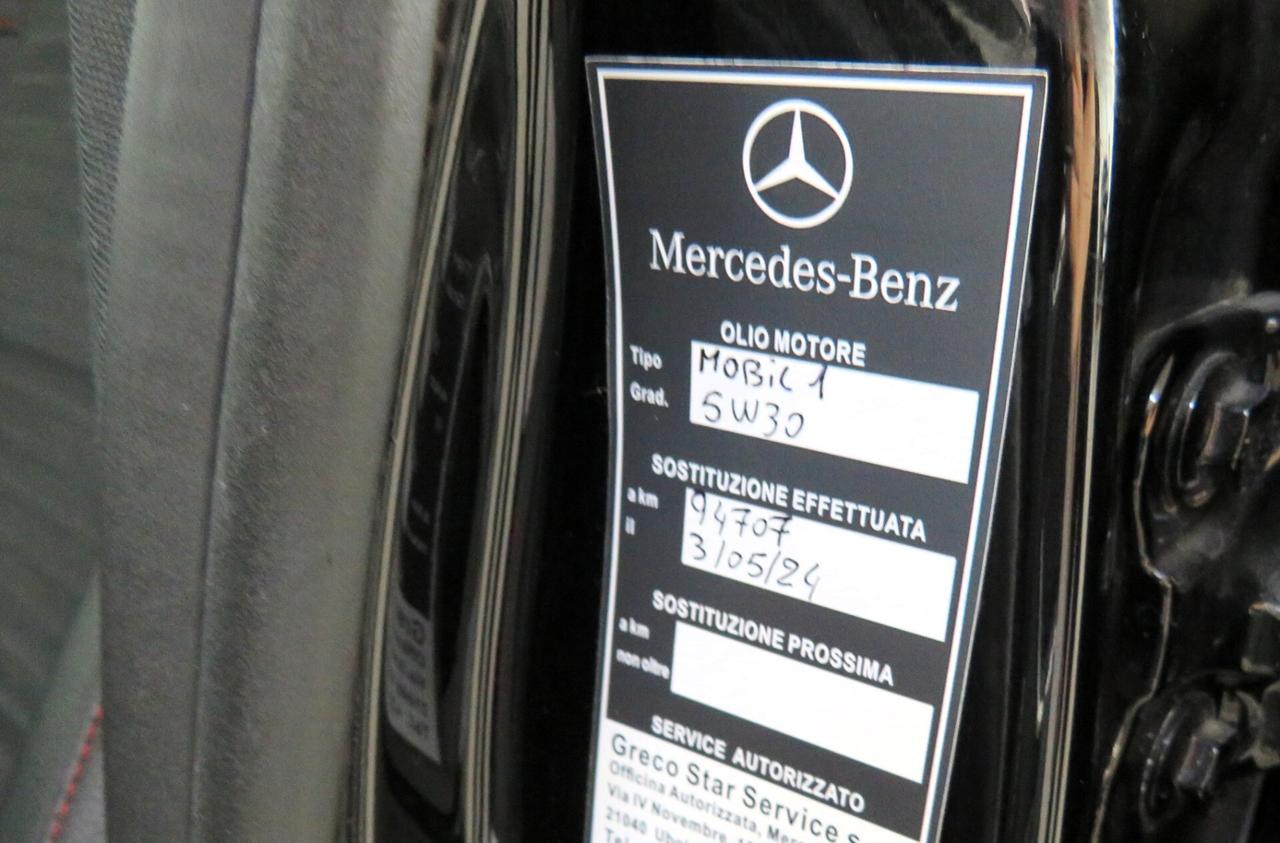 Mercedes-Benz
OLIO MOTORE
Tipo MOBIL 1
Grad. 5W30
SOSTITUZIONE EFFETTUATA
a km 94707
il 3/05/24
SOSTITUZIONE PROSSIMA
a km
non oltre
SERVICE AUTORIZZATO
Greco Star Service
Officina Autorizzata,
Via IV Novembre,
21040
Tel.